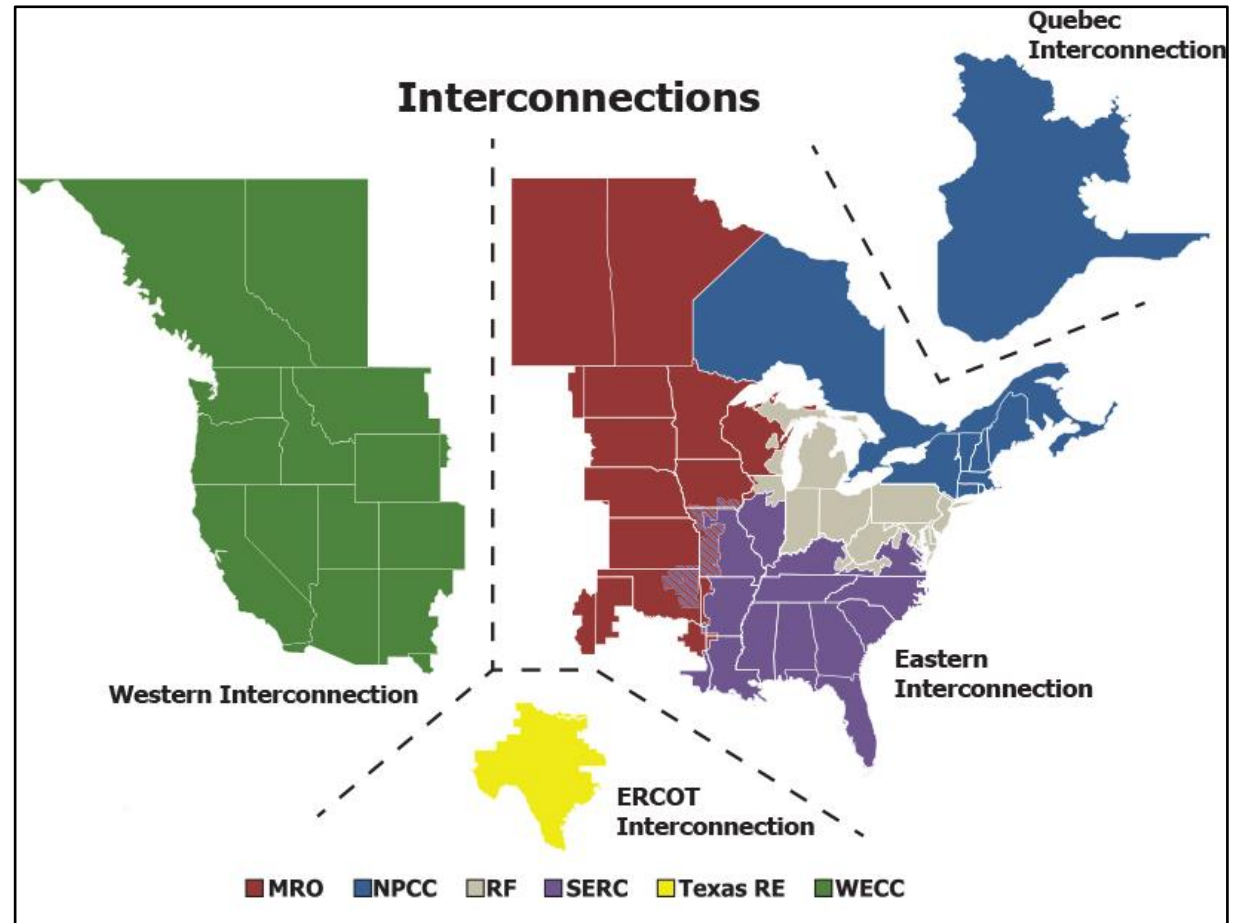 Quebec
Interconnection
Interconnections
Western Interconnection
Eastern
Interconnection
ERCOT
Interconnection
MRO NPCC RF SERC Texas RE WECC